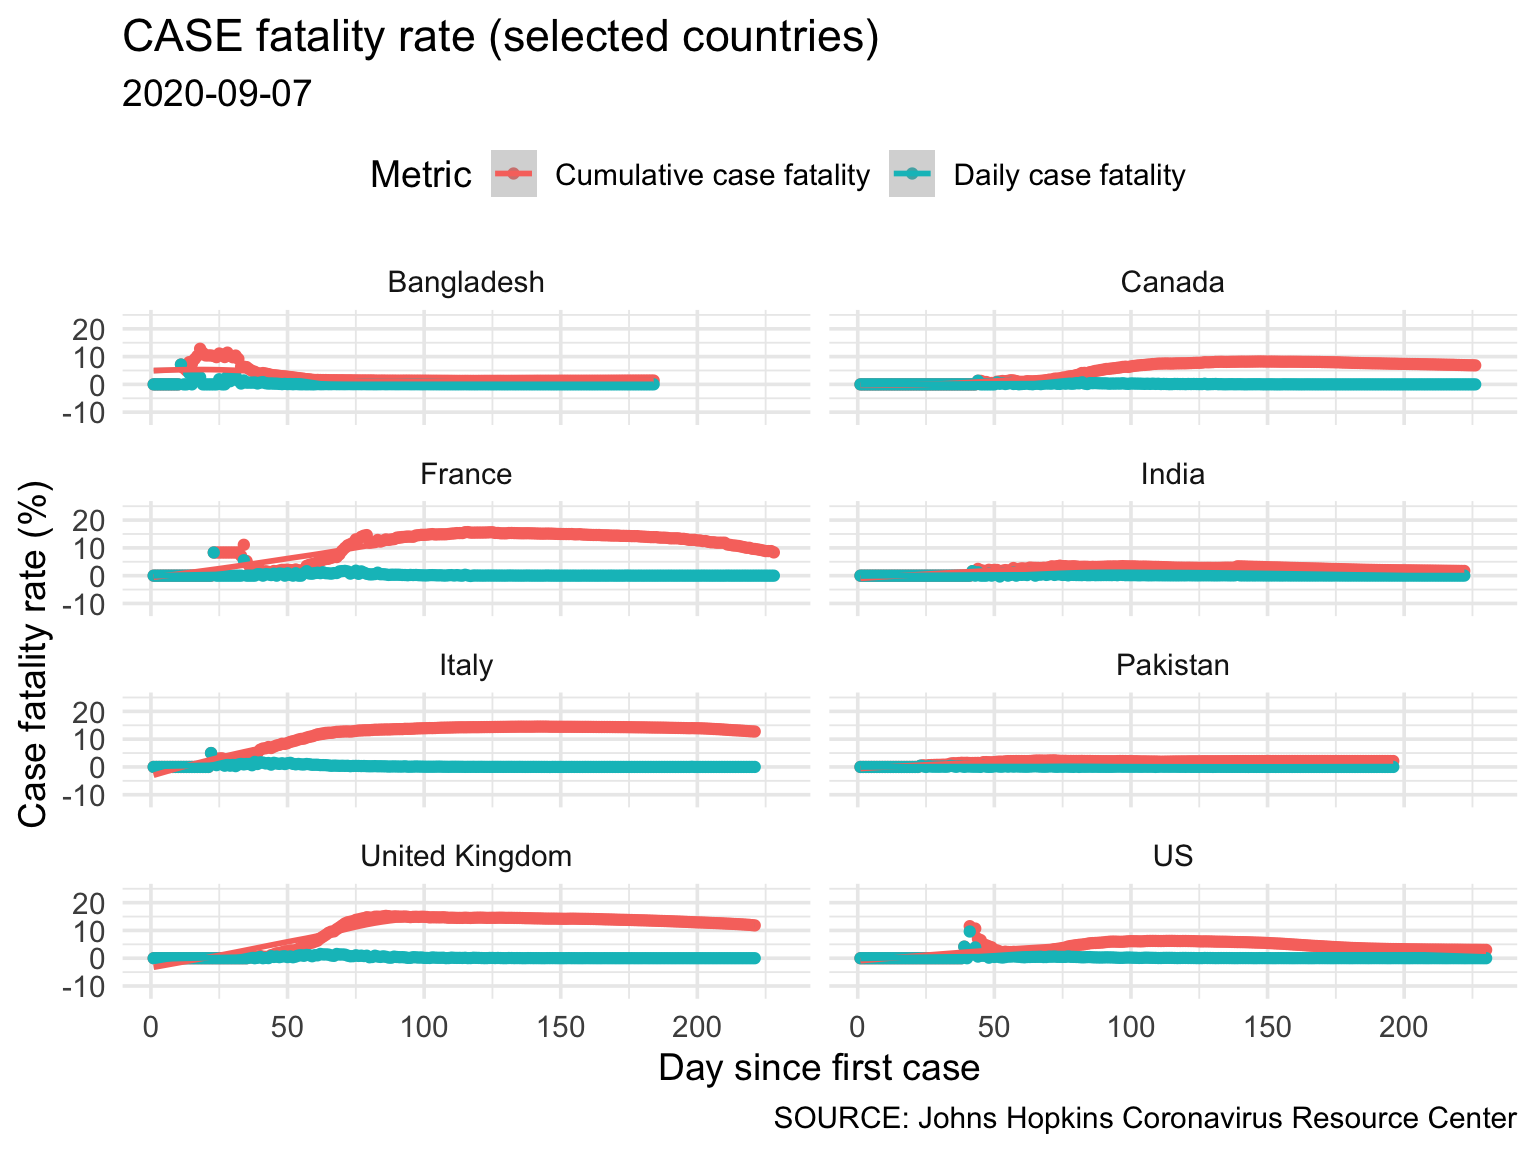 CASE fatality rate (selected countries)
2020-09-07
Metric Cumulative case fatality Daily case fatality
Bangladesh Canada
20
10
0
-10
France India
20
10
0
-10
Italy Pakistan
20
10
0
-10
United Kingdom US
20
10
0
-10
0 50 100 150 200 0 50 100 150 200
Case fatality rate (%)
Day since first case
SOURCE: Johns Hopkins Coronavirus Resource Center